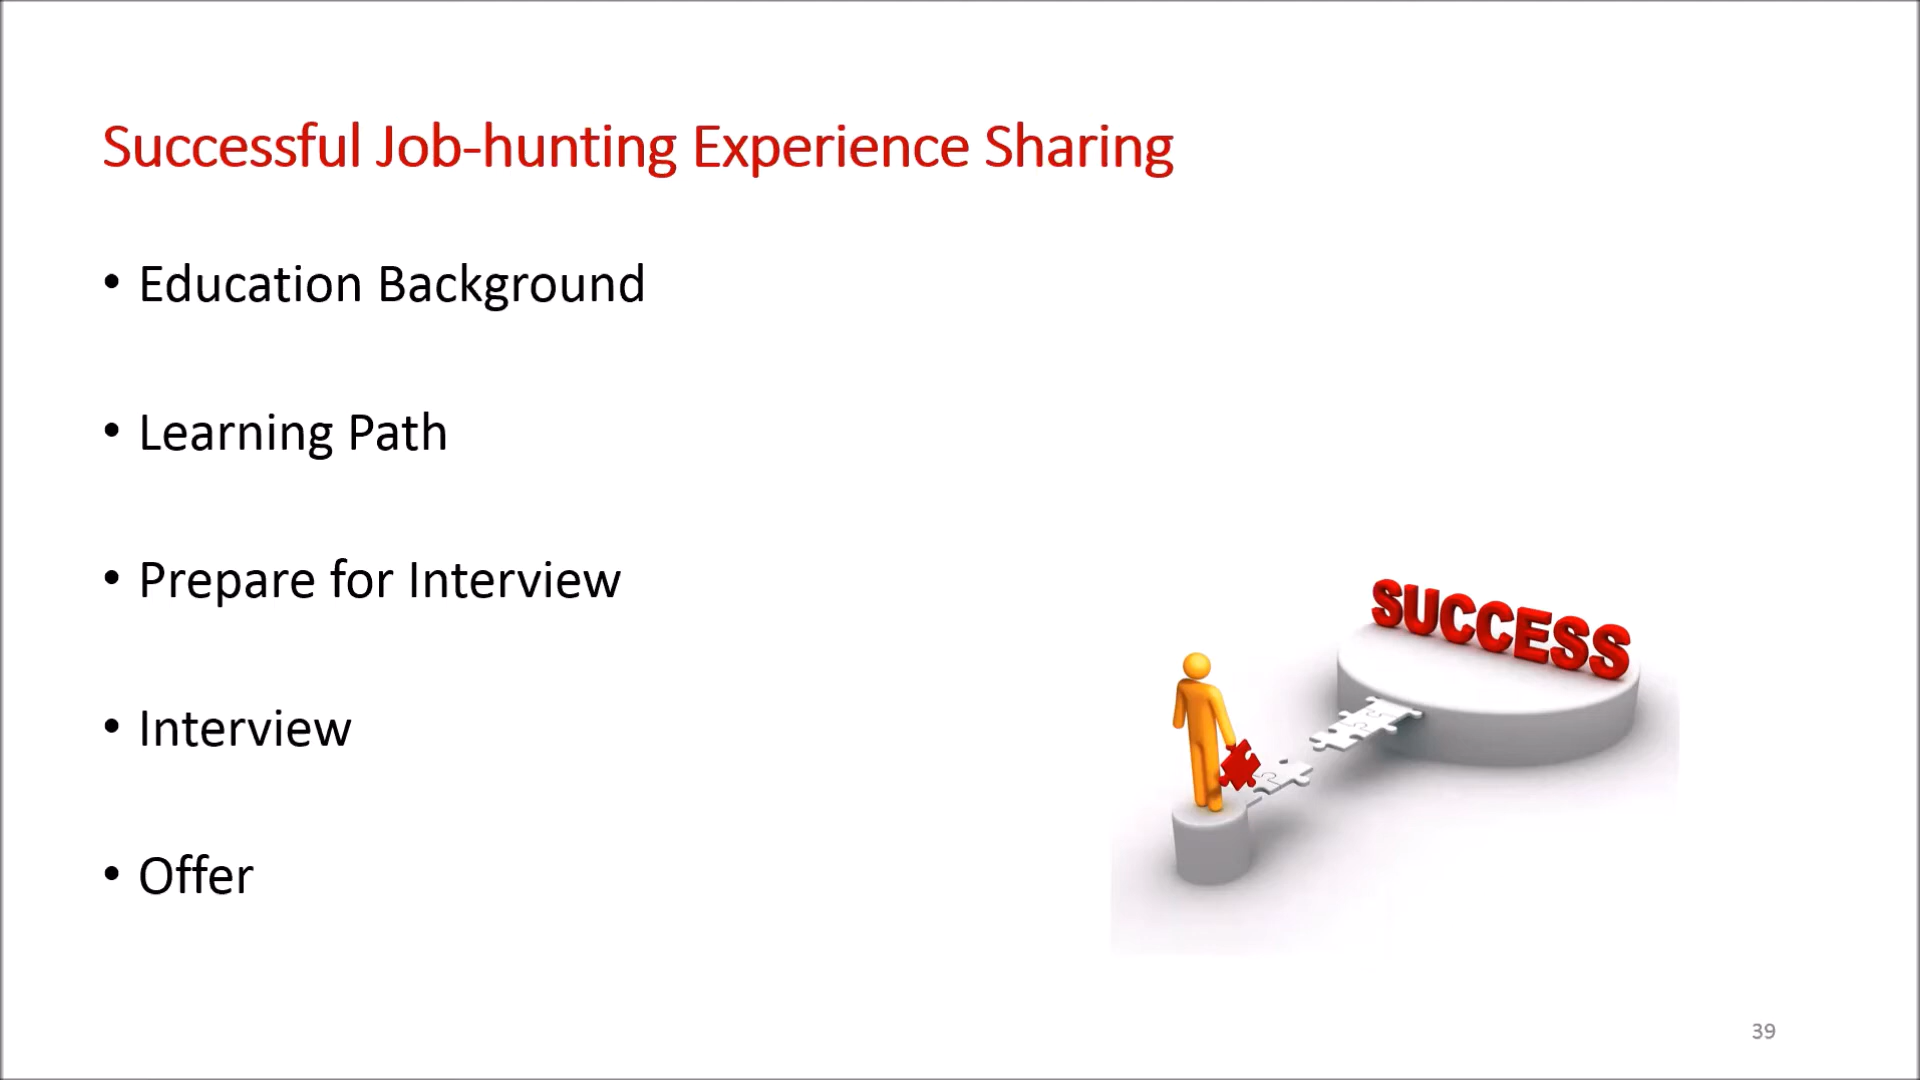 Successful Job-hunting Experience Sharing
• Education Background
• Learning Path
• Prepare for Interview
• Interview
• Offer
SUCCESS
39